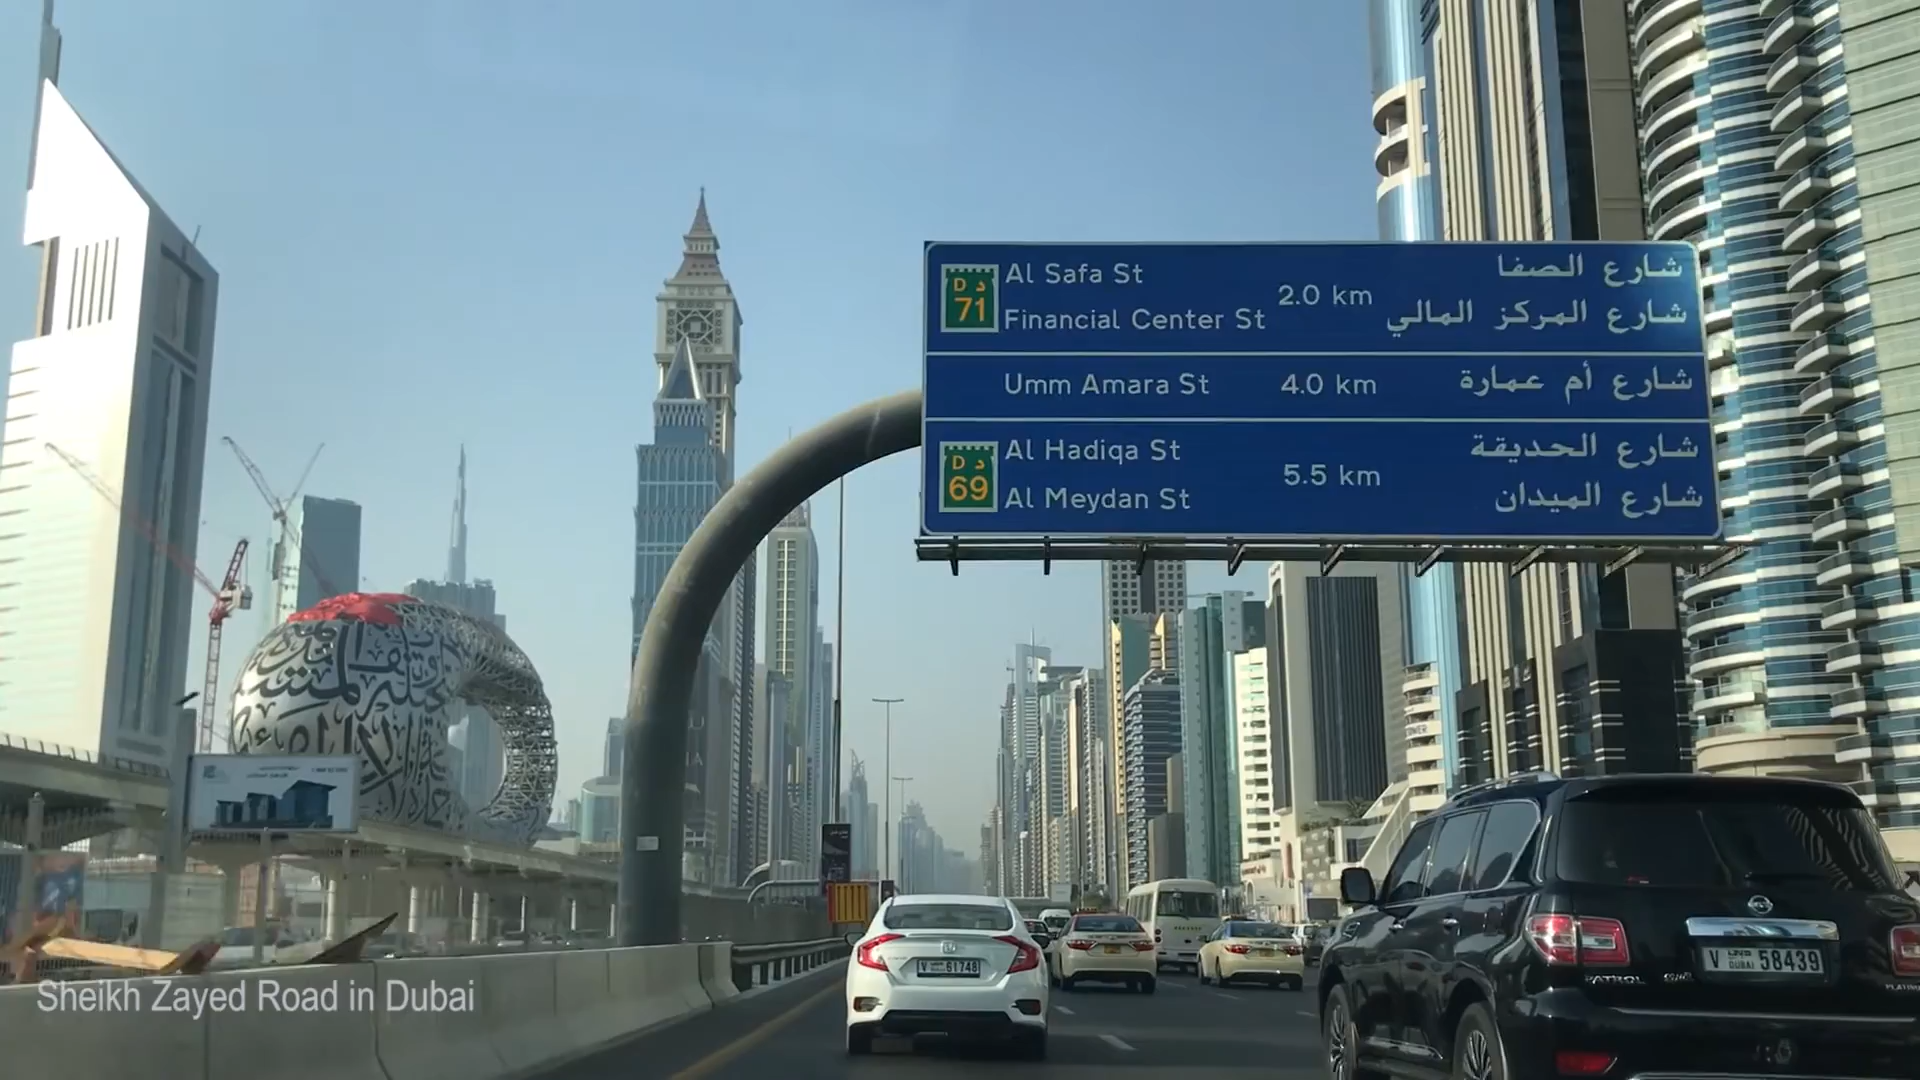 D د
71
Al Safa St
Financial Center St
2.0 km
شارع الصفا
شارع المركز المالي
Umm Amara St
4.0 km
شارع أم عمارة
D د
69
Al Hadiqa St
Al Meydan St
5.5 km
شارع الحديقة
شارع الميدان
V DUBAI 61748
PATROL
V DUBAI 58439
Sheikh Zayed Road in Dubai